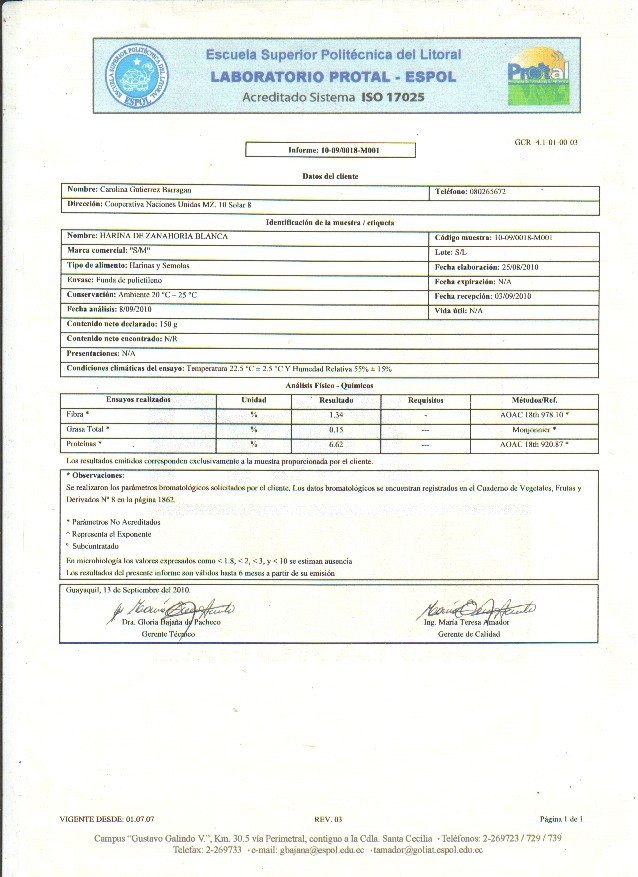 Escuela Superior Politécnica del Litoral
LABORATORIO PROTAL - ESPOL
Acreditado Sistema ISO 17025
ESCUELA SUPERIOR POLITECNICA DEL LITORAL
ESPOL
Protal
GCR 4.1 01 00 03
Informe: 10-09/0018-M001
Datos del cliente
Nombre: Carolina Gutierrez Barragan
Teléfono: 080265672
Dirección: Cooperativa Naciones Unidas MZ. 10 Solar 8
Identificación de la muestra / etiqueta
Nombre: HARINA DE ZANAHORIA BLANCA
Código muestra: 10-09/0018-M001
Marca comercial: "S/M"
Lote: S/L
Tipo de alimento: Harinas y Semolas
Fecha elaboración: 25/08/2010
Envase: Funda de polietileno
Fecha expiración: N/A
Conservación: Ambiente 20 °C – 25 °C
Fecha recepción: 03/09/2010
Fecha análisis: 8/09/2010
Vida útil: N/A
Contenido neto declarado: 150 g
Contenido neto encontrado: N/R
Presentaciones: N/A
Condiciones climáticas del ensayo: Temperatura 22.5 °C ± 2.5 °C Y Humedad Relativa 55% ± 15%
Análisis Físico - Químicos
Ensayos realizados Unidad Resultado Requisitos Métodos/Ref.
Fibra * % 1.34 - AOAC 18th 978.10 *
Grasa Total * % 0.15 --- Monjonnier *
Proteínas * % 6.62 --- AOAC 18th 920.87 *
Los resultados emitidos corresponden exclusivamente a la muestra proporcionada por el cliente.
* Observaciones:
Se realizaron los parámetros bromatológicos solicitados por el cliente. Los datos bromatológicos se encuentran registrados en el Cuaderno de Vegetales, Frutas y
Derivados N° 8 en la página 1862.
* Parámetros No Acreditados
^ Representa el Exponente
° Subcontratado
En microbiología los valores expresados como < 1.8, < 2, < 3, y < 10 se estiman ausencia
Los resultados del presente informe son válidos hasta 6 meses a partir de su emisión
Guayaquil, 13 de Septiembre del 2010.
Dra. Gloria Bajaña de Pacheco
Gerente Técnico
Ing. María Teresa Amador
Gerente de Calidad
VIGENTE DESDE: 01.07.07
REV. 03
Página 1 de 1
Campus "Gustavo Galindo V.", Km. 30.5 vía Perimetral, contiguo a la Cdla. Santa Cecilia · Teléfonos: 2-269723 / 729 / 739
Telefax: 2-269733 · e-mail: gbajana@espol.edu.ec · tamador@goliat.espol.edu.ec